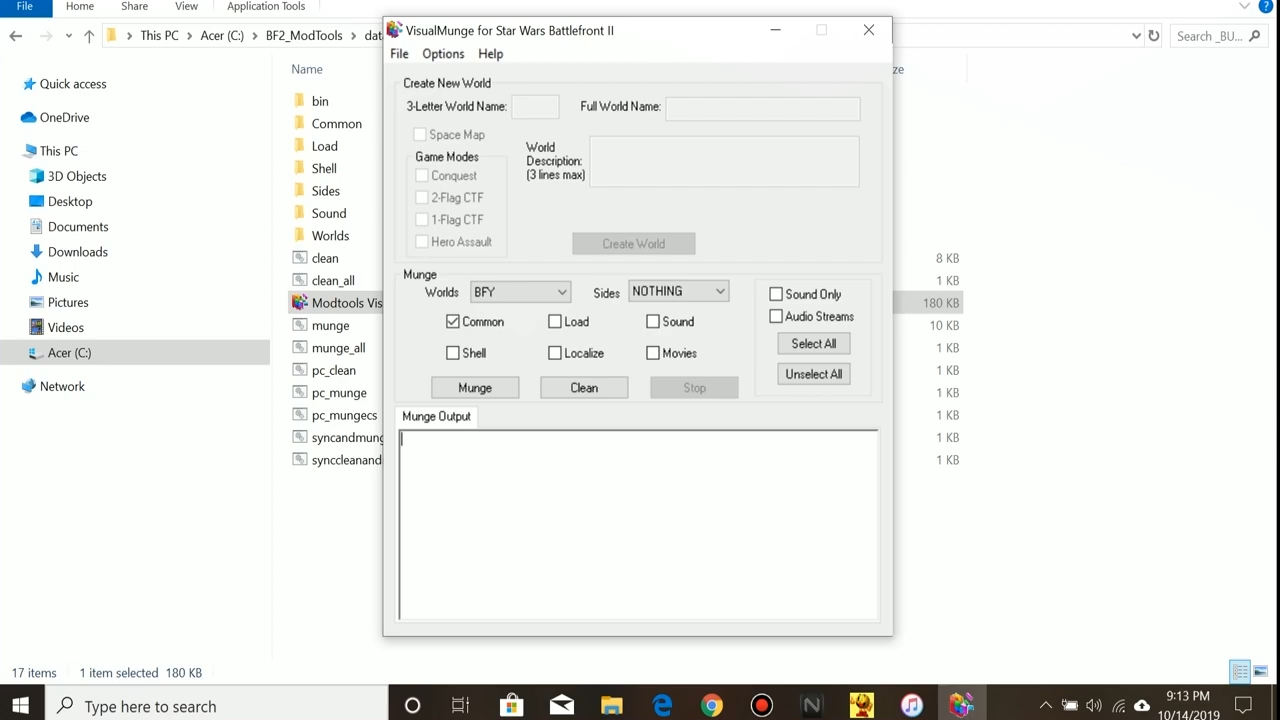 File Home Share View Application Tools
This PC > Acer (C:) > BF2_ModTools > dat
Search _BU...
Quick access
OneDrive
This PC
3D Objects
Desktop
Documents
Downloads
Music
Pictures
Videos
Acer (C:)
Network
Name
bin
Common
Load
Shell
Sides
Sound
Worlds
clean
clean_all
Modtools Vis
munge
munge_all
pc_clean
pc_munge
pc_mungecs
syncandmung
synccleanand
ze
8 KB
1 KB
180 KB
10 KB
1 KB
1 KB
1 KB
1 KB
1 KB
1 KB
VisualMunge for Star Wars Battlefront II
File Options Help
Create New World
3-Letter World Name: Full World Name:
Space Map
World
Description:
(3 lines max)
Game Modes
Conquest
2-Flag CTF
1-Flag CTF
Hero Assault
Create World
Munge
Worlds BFY Sides NOTHING
Sound Only
Common Load Sound
Audio Streams
Select All
Shell Localize Movies
Unselect All
Munge Clean Stop
Munge Output
17 items 1 item selected 180 KB
Type here to search
9:13 PM
10/14/2019